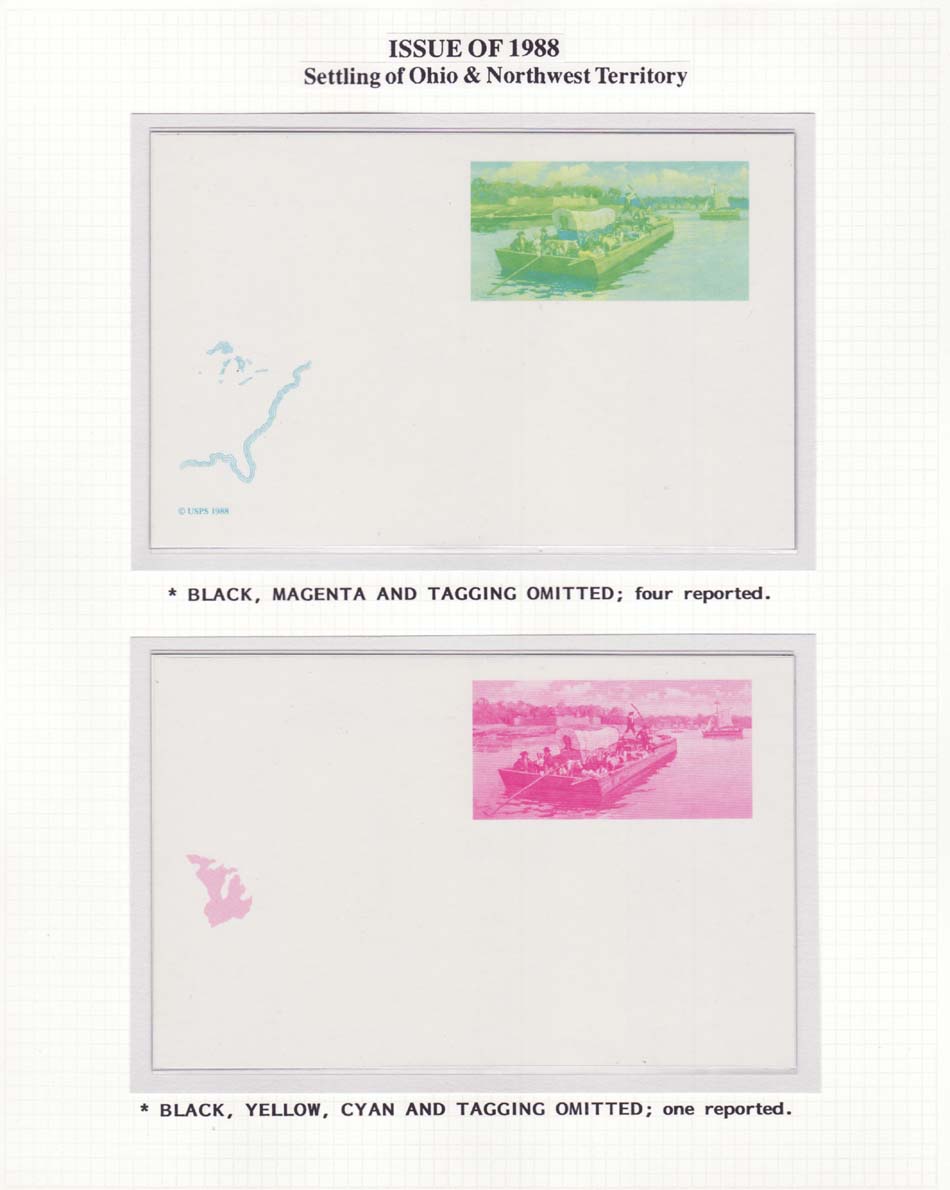 ISSUE OF 1988
Settling of Ohio & Northwest Territory
© USPS 1988
* BLACK, MAGENTA AND TAGGING OMITTED; four reported.
* BLACK, YELLOW, CYAN AND TAGGING OMITTED; one reported.